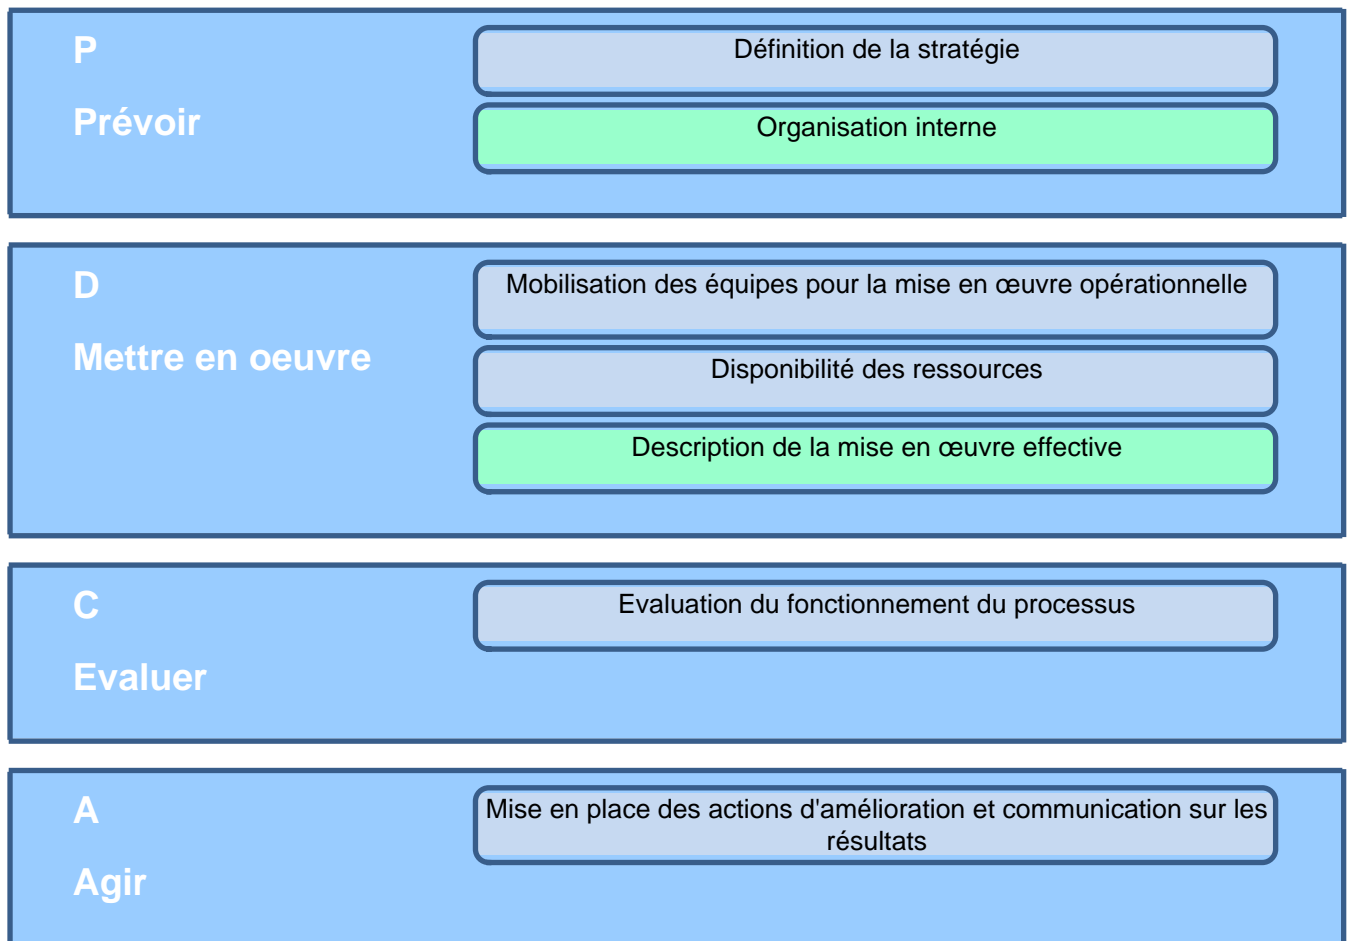 P
Définition de la stratégie
Prévoir
Organisation interne
D
Mobilisation des équipes pour la mise en œuvre opérationnelle
Mettre en oeuvre
Disponibilité des ressources
Description de la mise en œuvre effective
C
Evaluation du fonctionnement du processus
Evaluer
A
Mise en place des actions d'amélioration et communication sur les
résultats
Agir